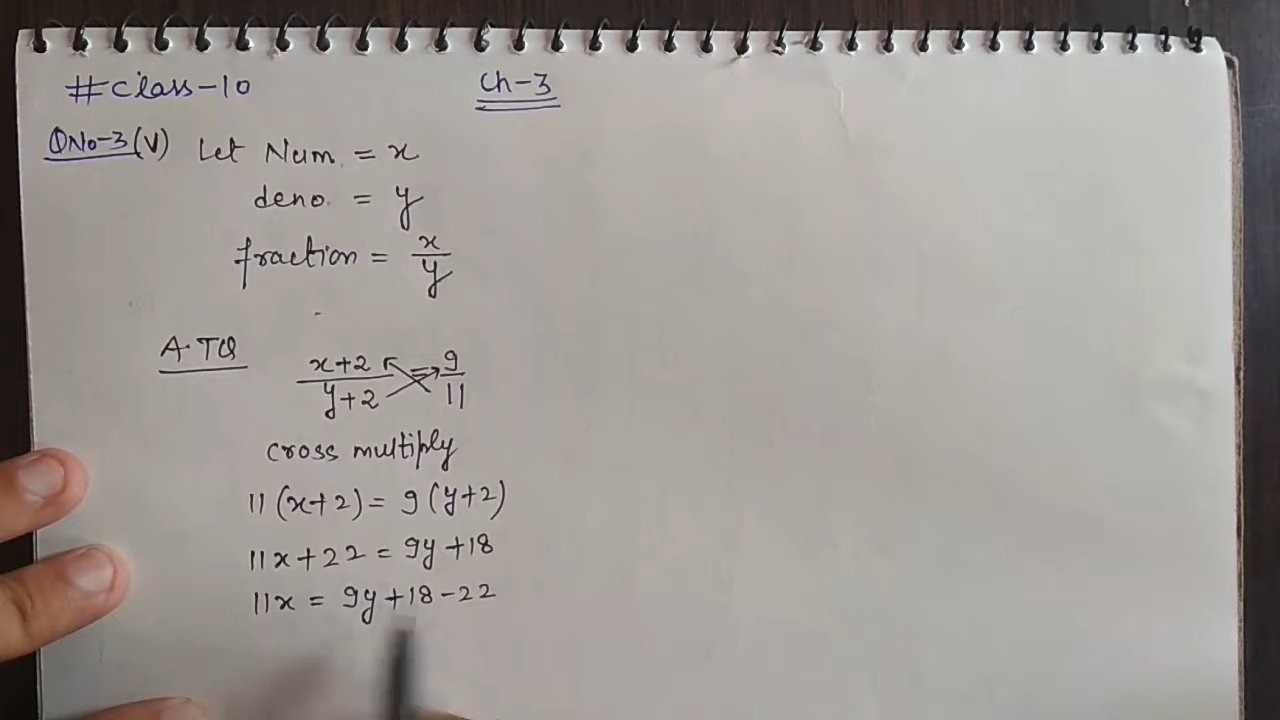 #Class-10
Ch-3
QNo-3(V) Let Num. = x
deno. = y
fraction = x/y
A.TQ x+2/y+2 = 9/11
cross multiply
11(x+2) = 9(y+2)
11x+22 = 9y+18
11x = 9y+18-22